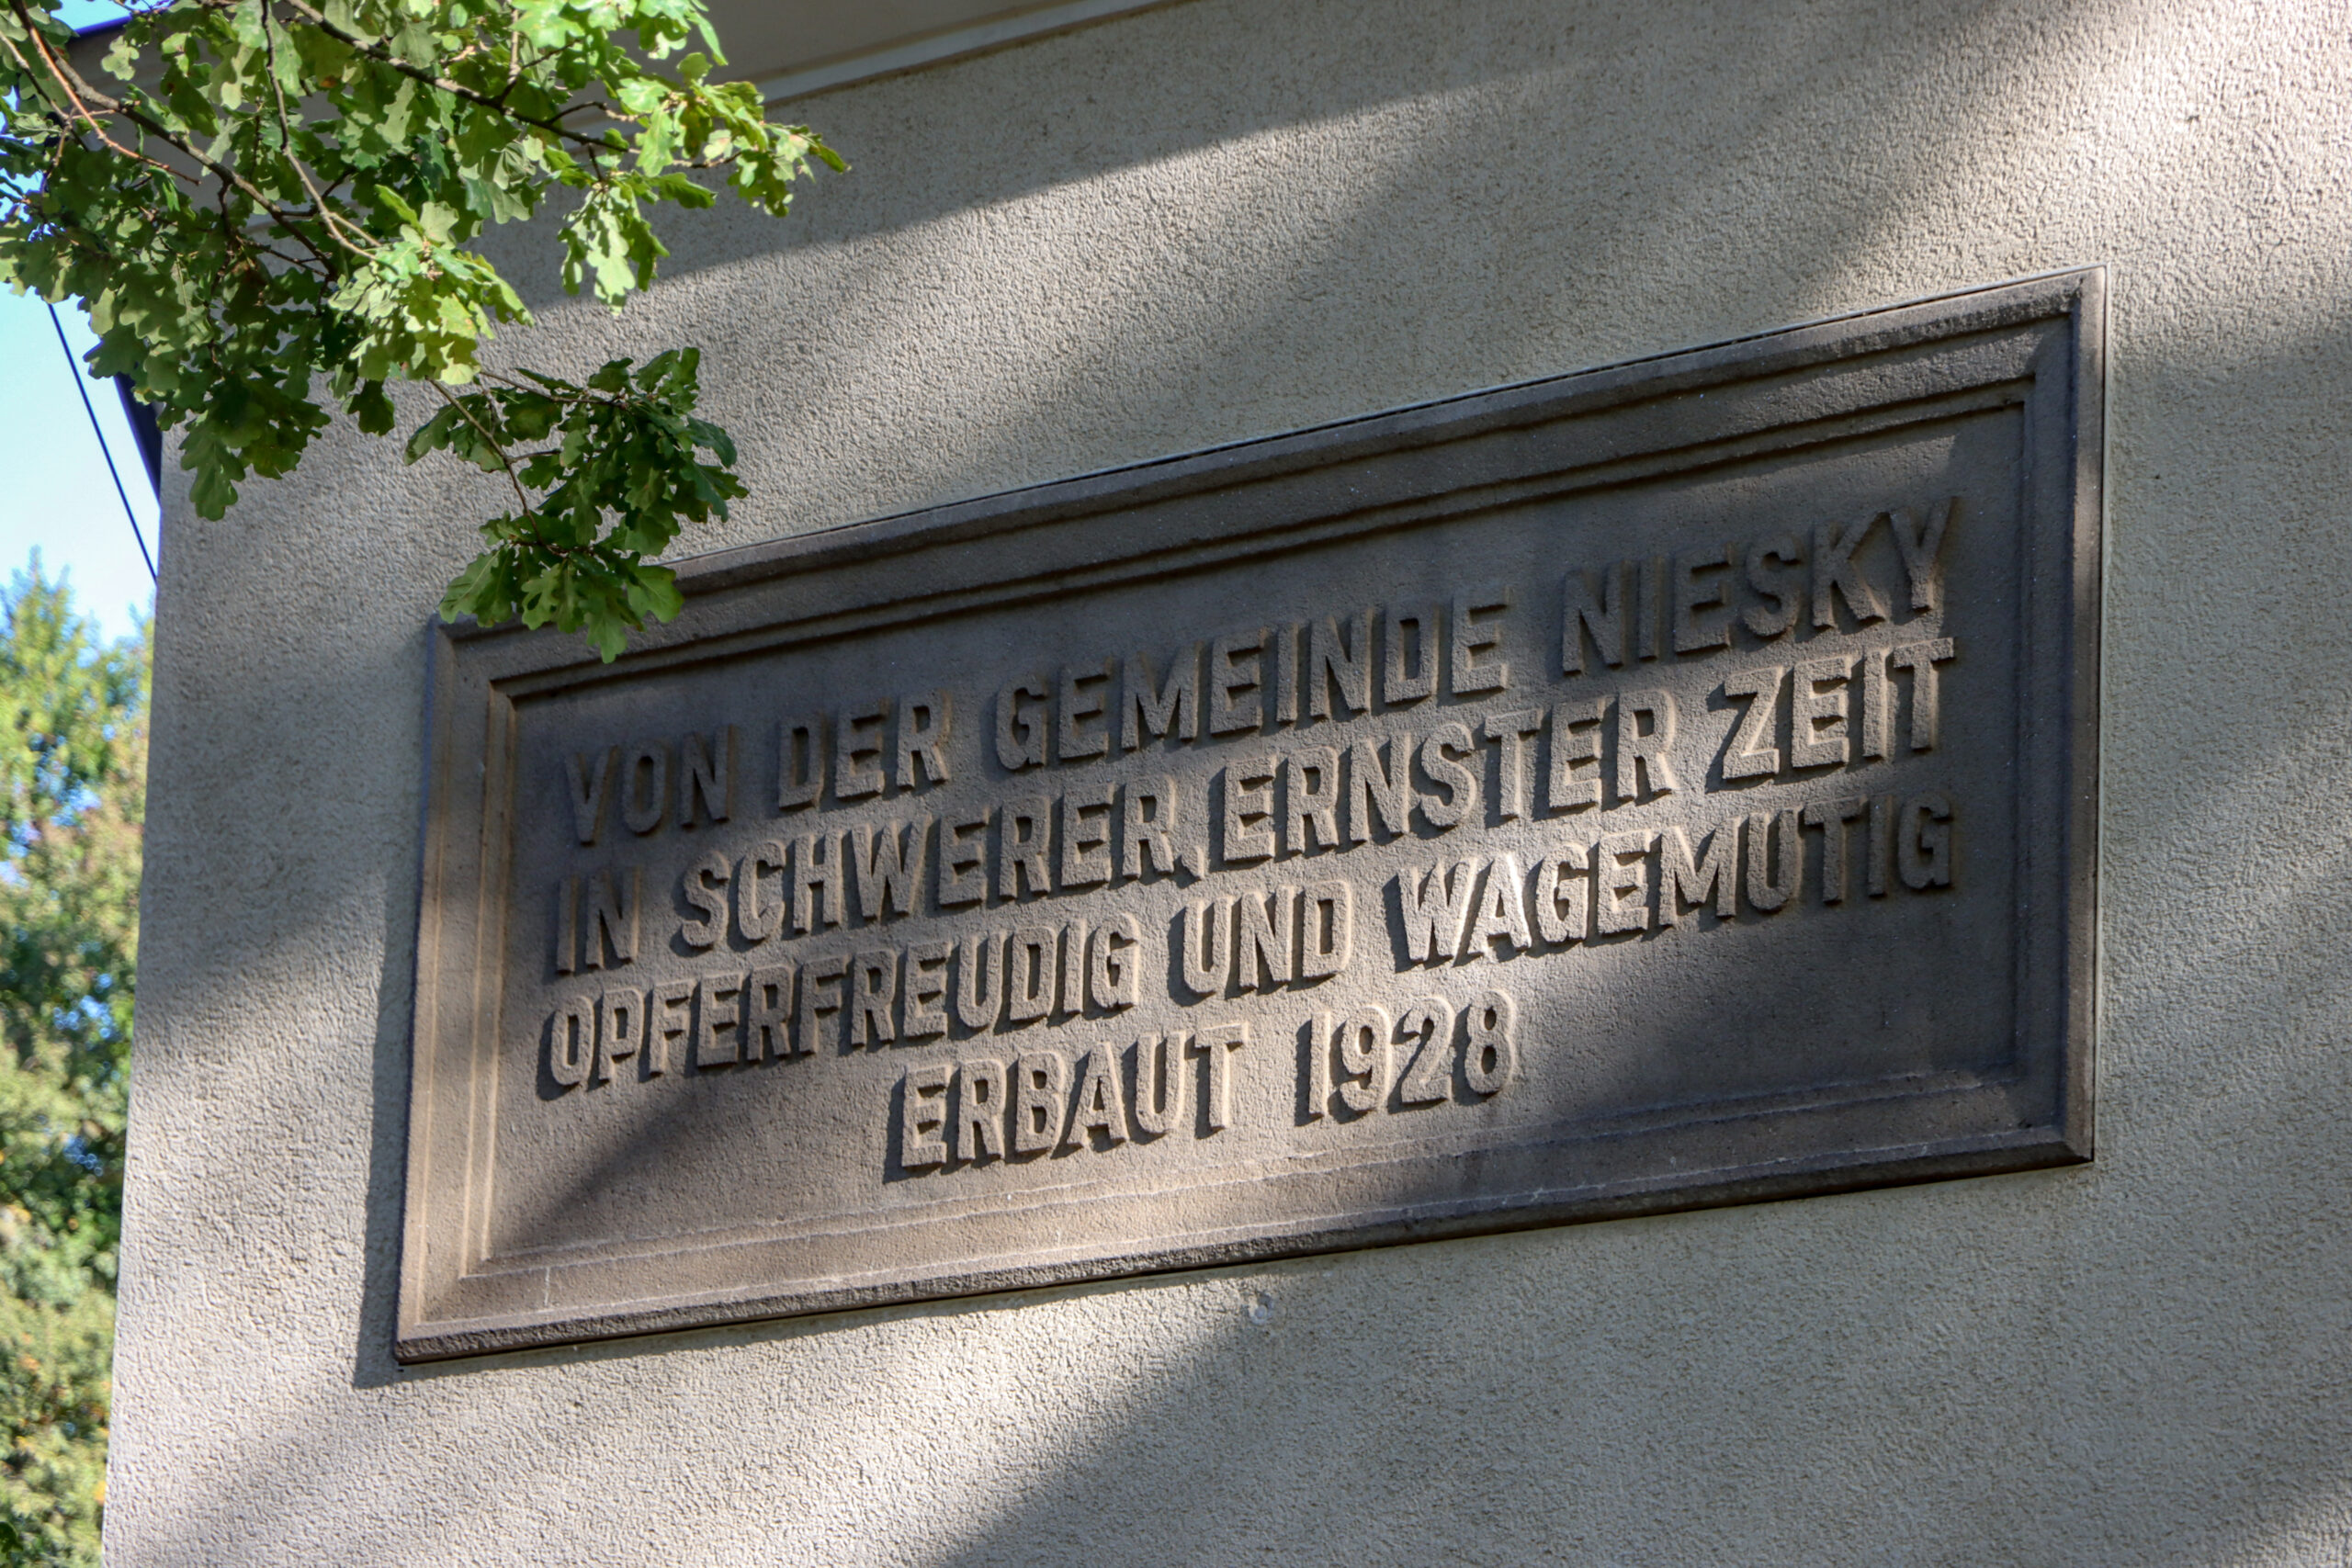 VON DER GEMEINDE NIESKY
IN SCHWERER, ERNSTER ZEIT
OPFERFREUDIG UND WAGEMUTIG
ERBAUT 1928